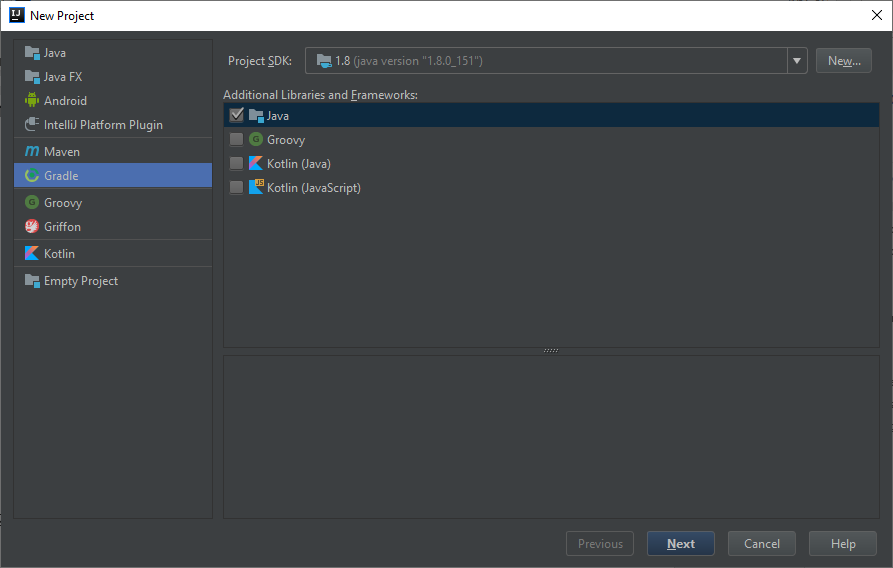 New Project
Java
Java FX
Android
IntelliJ Platform Plugin
Maven
Gradle
Groovy
Griffon
Kotlin
Empty Project
Project SDK: 1.8 (java version "1.8.0_151") New...
Additional Libraries and Frameworks:
Java
Groovy
Kotlin (Java)
Kotlin (JavaScript)
Previous Next Cancel Help